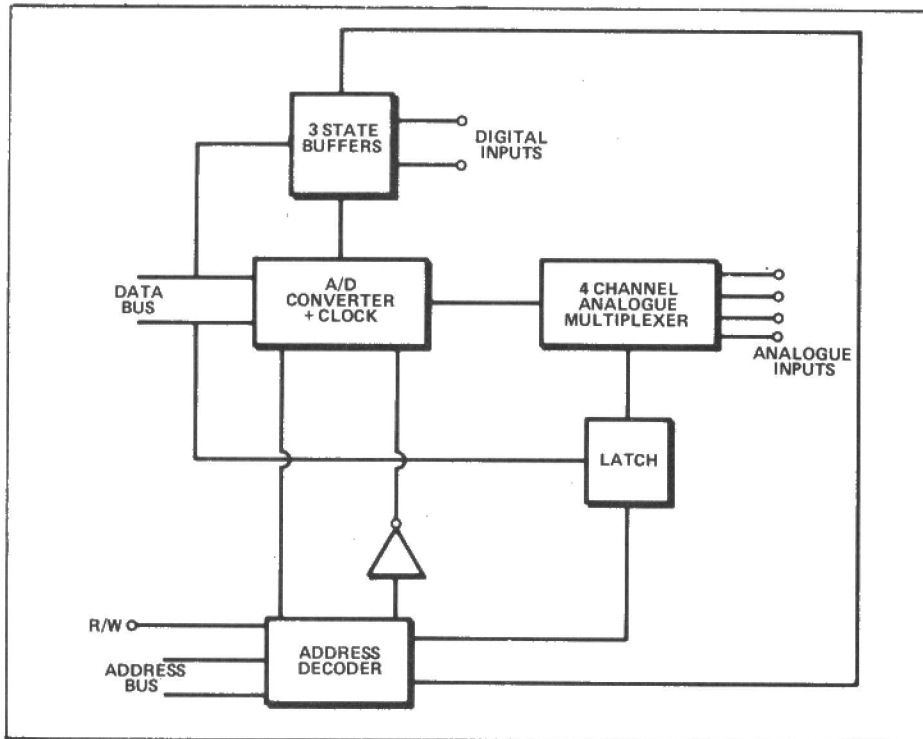 3 STATE
BUFFERS
DIGITAL
INPUTS
DATA
BUS
A/D
CONVERTER
+ CLOCK
4 CHANNEL
ANALOGUE
MULTIPLEXER
ANALOGUE
INPUTS
LATCH
R/W
ADDRESS
BUS
ADDRESS
DECODER